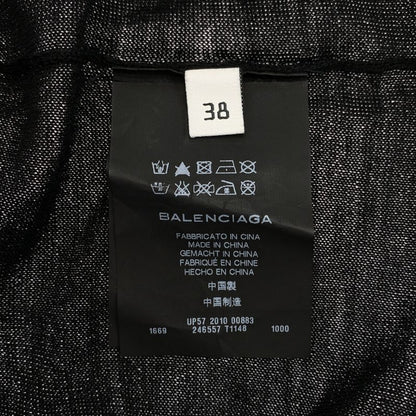 38
BALENCIAGA
FABBRICATO IN CINA
MADE IN CHINA
GEMACHT IN CHINA
FABRIQUÉ EN CHINE
HECHO EN CHINA
中国製
中国制造
UP57 2010 00883
1669 246557 T1148 1000